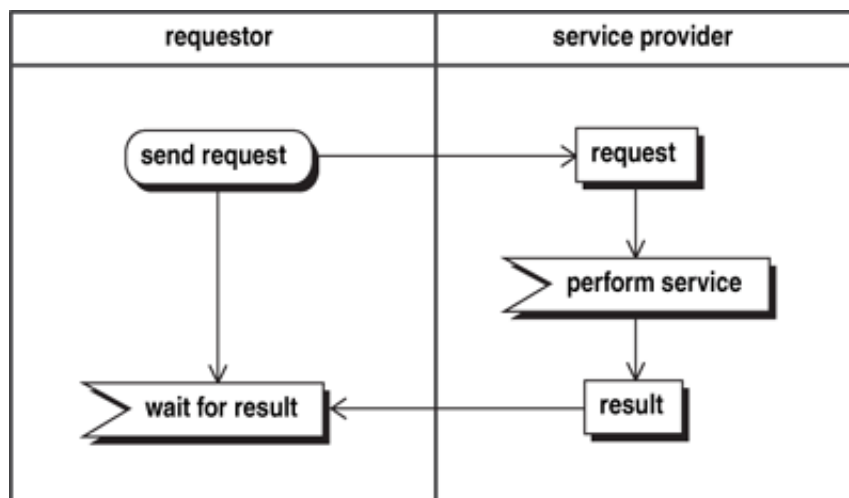 requestor
service provider
send request
request
perform service
wait for result
result